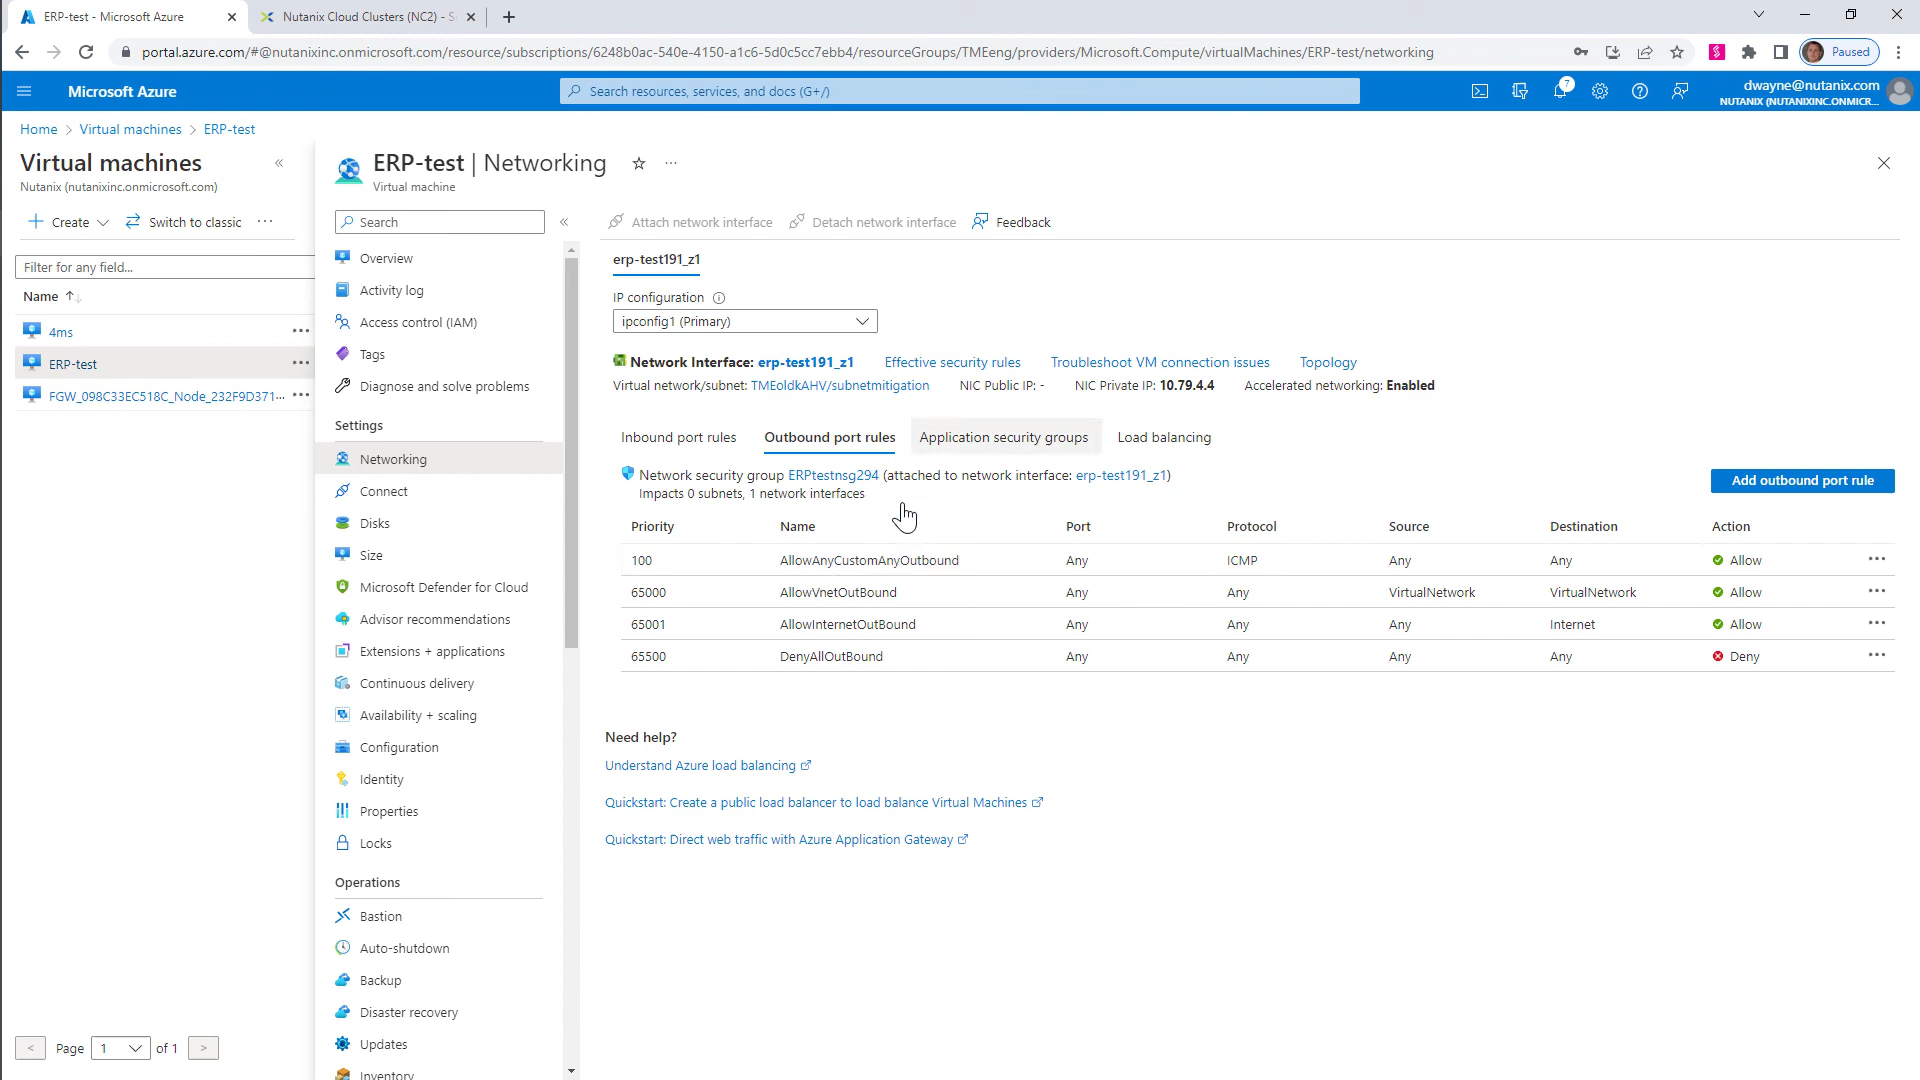 ERP-test - Microsoft Azure
Nutanix Cloud Clusters (NC2) - S
portal.azure.com/#@nutanixinc.onmicrosoft.com/resource/subscriptions/6248b0ac-540e-4150-a1c6-5d0c5cc7ebb4/resourceGroups/TMEeng/providers/Microsoft.Compute/virtualMachines/ERP-test/networking
Paused
Microsoft Azure
Search resources, services, and docs (G+/)
7
dwayne@nutanix.com
NUTANIX (NUTANIXINC.ONMICR...
Home > Virtual machines > ERP-test
Virtual machines
Nutanix (nutanixinc.onmicrosoft.com)
Create
Switch to classic
Filter for any field...
Name
4ms
ERP-test
FGW_098C33EC518C_Node_232F9D371...
Page 1 of 1
ERP-test | Networking
Virtual machine
Search
Overview
Activity log
Access control (IAM)
Tags
Diagnose and solve problems
Settings
Networking
Connect
Disks
Size
Microsoft Defender for Cloud
Advisor recommendations
Extensions + applications
Continuous delivery
Availability + scaling
Configuration
Identity
Properties
Locks
Operations
Bastion
Auto-shutdown
Backup
Disaster recovery
Updates
Inventory
Attach network interface
Detach network interface
Feedback
erp-test191_z1
IP configuration
ipconfig1 (Primary)
Network Interface: erp-test191_z1 Effective security rules Troubleshoot VM connection issues Topology
Virtual network/subnet: TMEoldkAHV/subnetmitigation NIC Public IP: - NIC Private IP: 10.79.4.4 Accelerated networking: Enabled
Inbound port rules Outbound port rules Application security groups Load balancing
Network security group ERPtestnsg294 (attached to network interface: erp-test191_z1)
Impacts 0 subnets, 1 network interfaces
Add outbound port rule
Priority Name Port Protocol Source Destination Action
100 AllowAnyCustomAnyOutbound Any ICMP Any Any Allow
65000 AllowVnetOutBound Any Any VirtualNetwork VirtualNetwork Allow
65001 AllowInternetOutBound Any Any Any Internet Allow
65500 DenyAllOutBound Any Any Any Any Deny
Need help?
Understand Azure load balancing
Quickstart: Create a public load balancer to load balance Virtual Machines
Quickstart: Direct web traffic with Azure Application Gateway